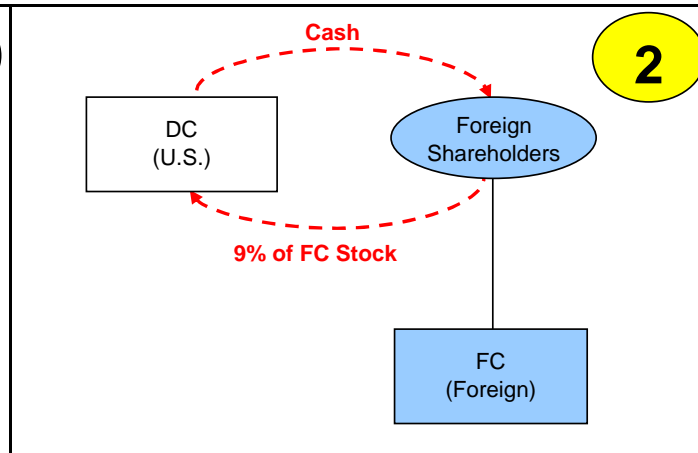 Cash
2
DC
(U.S.)
Foreign
Shareholders
9% of FC Stock
FC
(Foreign)